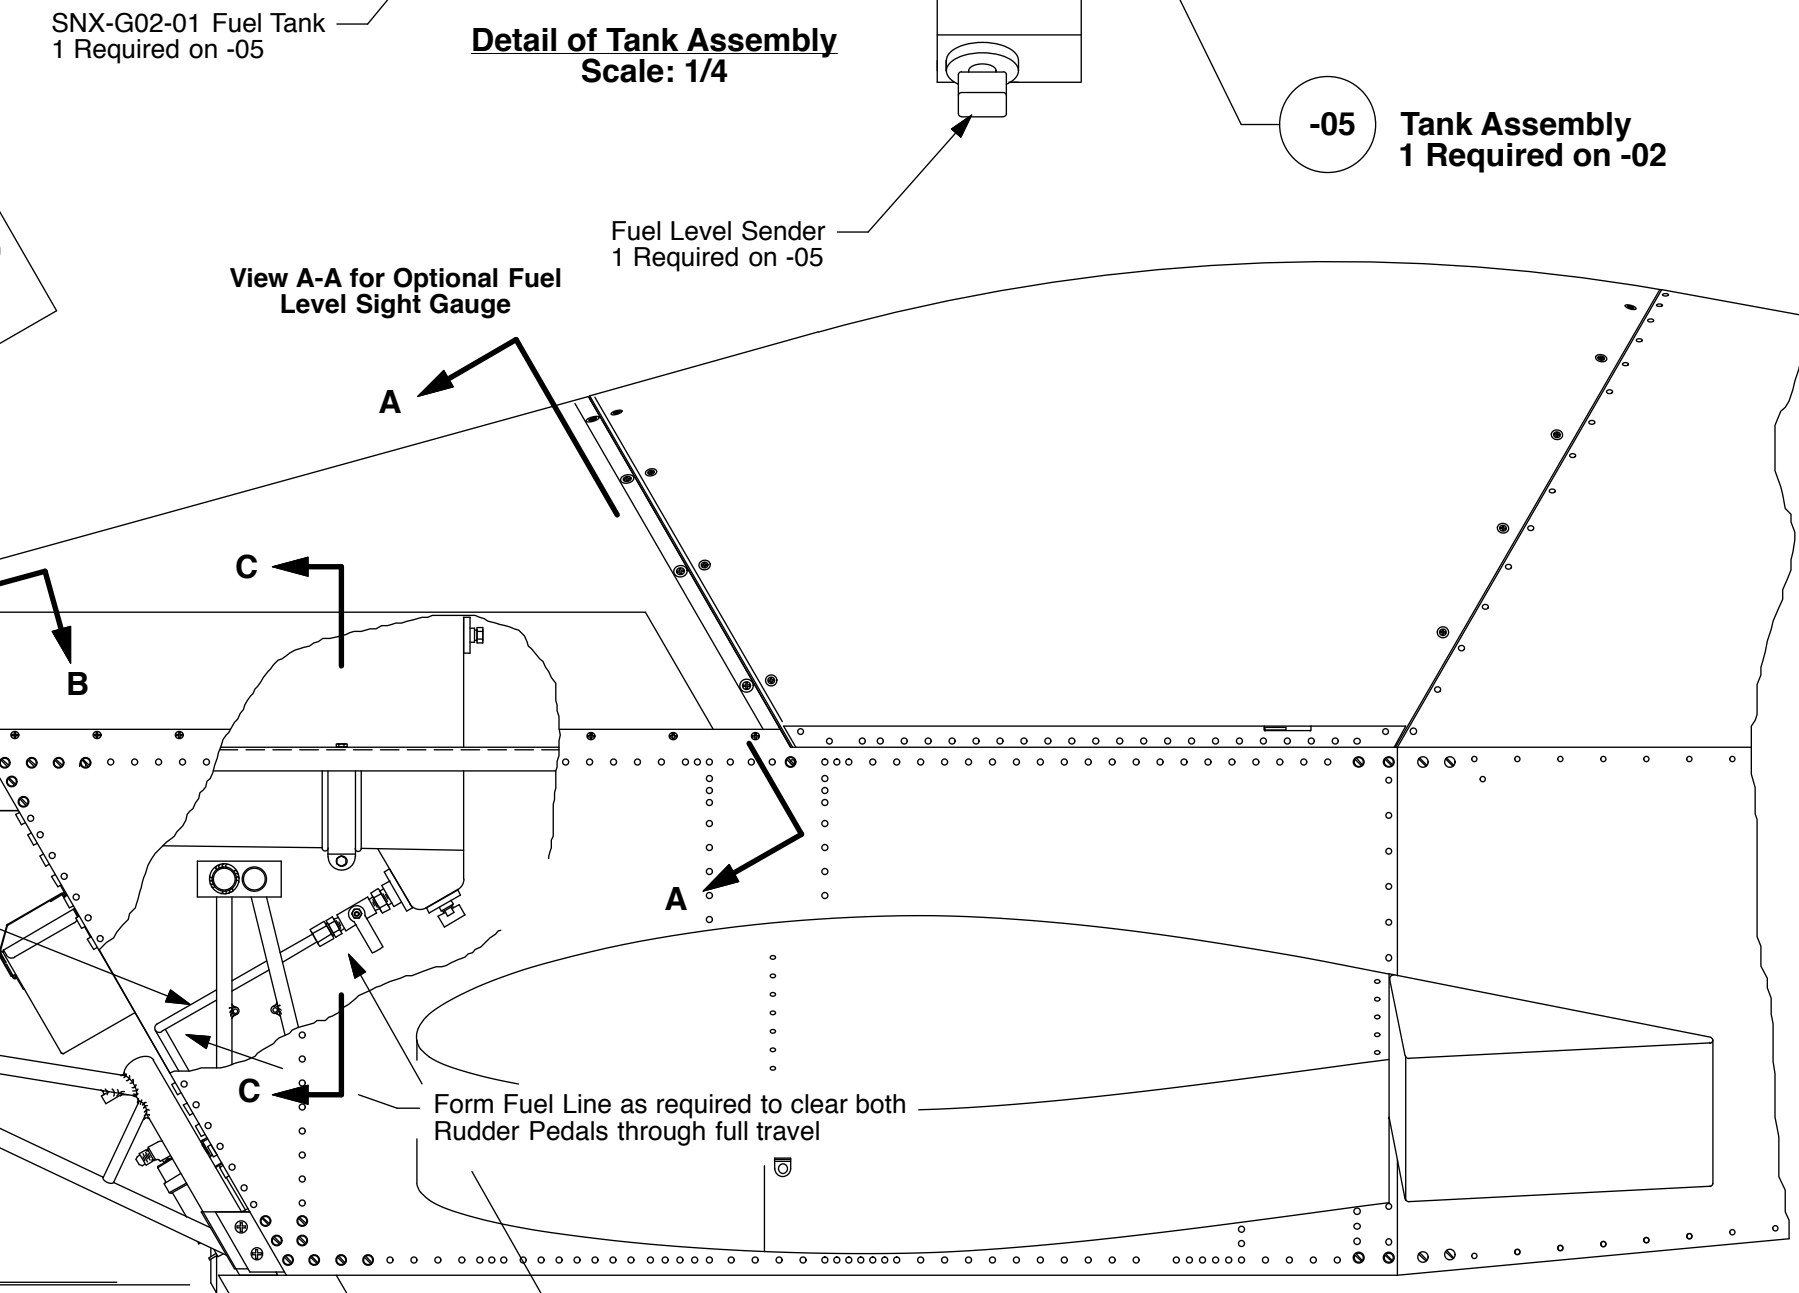 SNX-G02-01 Fuel Tank
1 Required on -05
Detail of Tank Assembly
Scale: 1/4
-05
Tank Assembly
1 Required on -02
Fuel Level Sender
1 Required on -05
View A-A for Optional Fuel
Level Sight Gauge
A
C
B
A
C
Form Fuel Line as required to clear both
Rudder Pedals through full travel